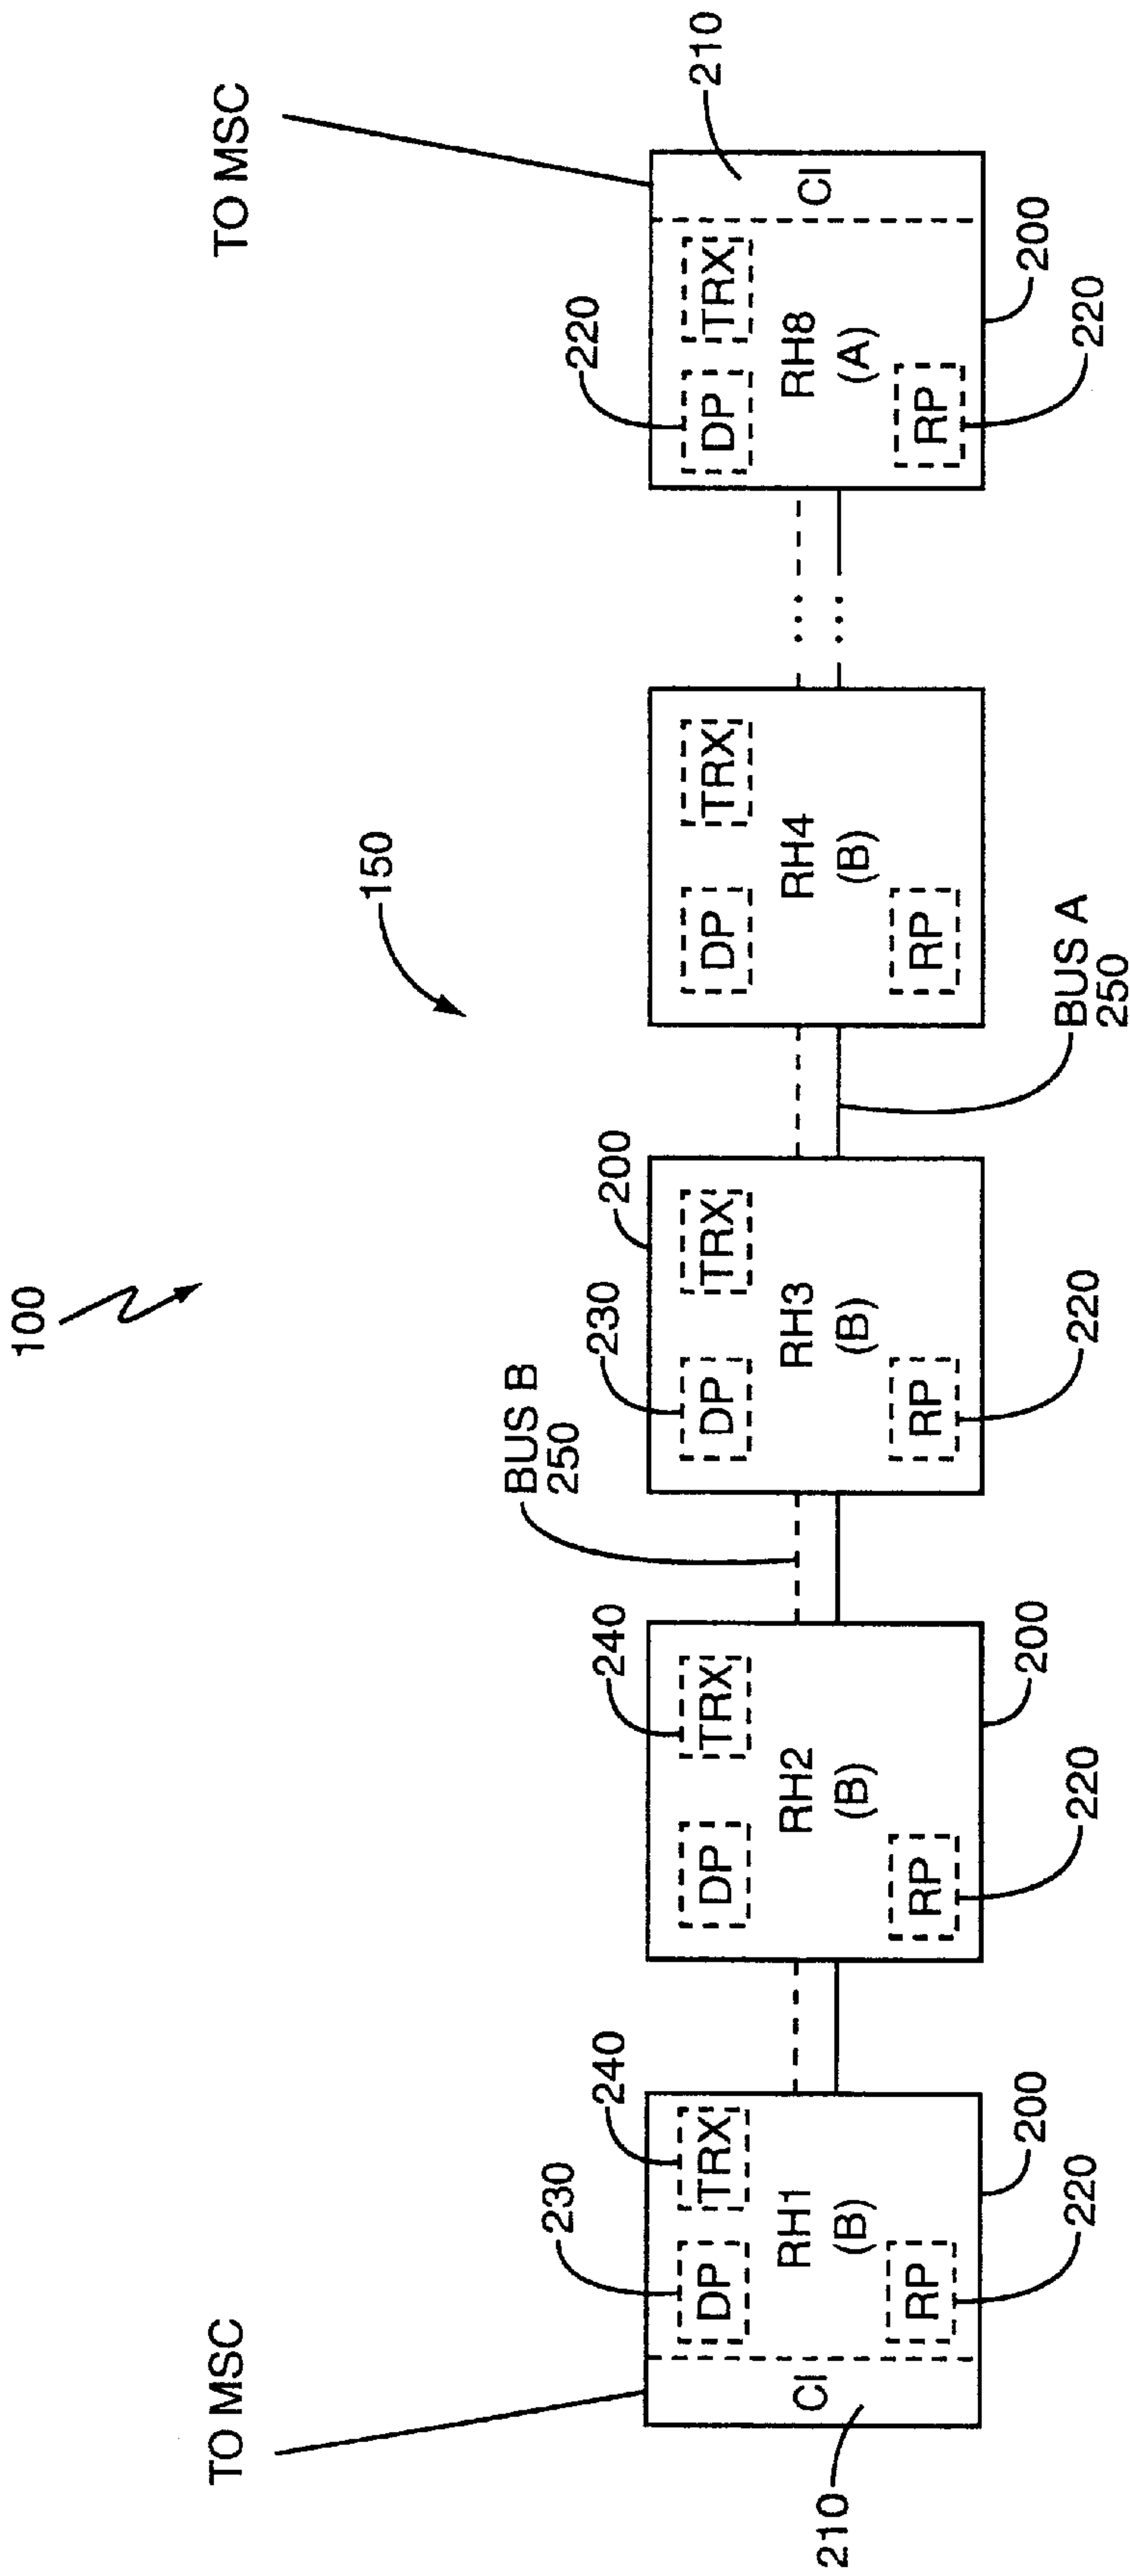 100
150
TO MSC
TO MSC
210
CI
230
DP
240
TRX
RH1
(B)
RP
220
200
DP
240
TRX
RH2
(B)
RP
220
200
BUS B
250
230
DP
200
TRX
RH3
(B)
RP
220
BUS A
250
DP
TRX
RH4
(B)
RP
...
...
220
DP
TRX
RH8
(A)
RP
220
200
CI
210